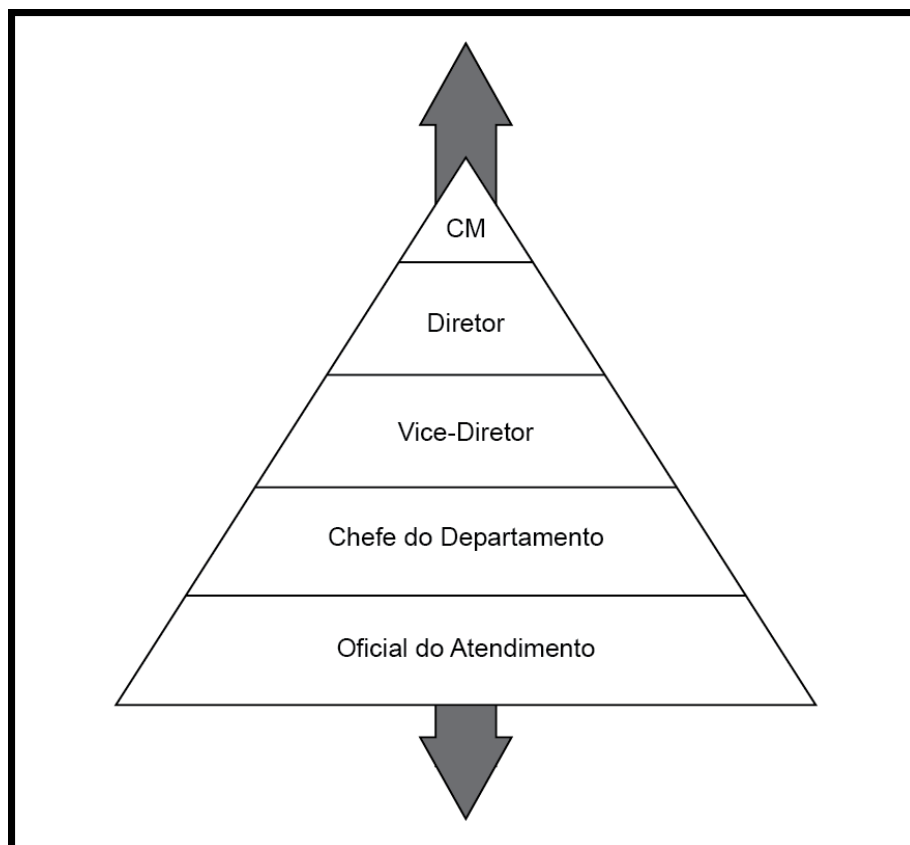 CM
Diretor
Vice-Diretor
Chefe do Departamento
Oficial do Atendimento